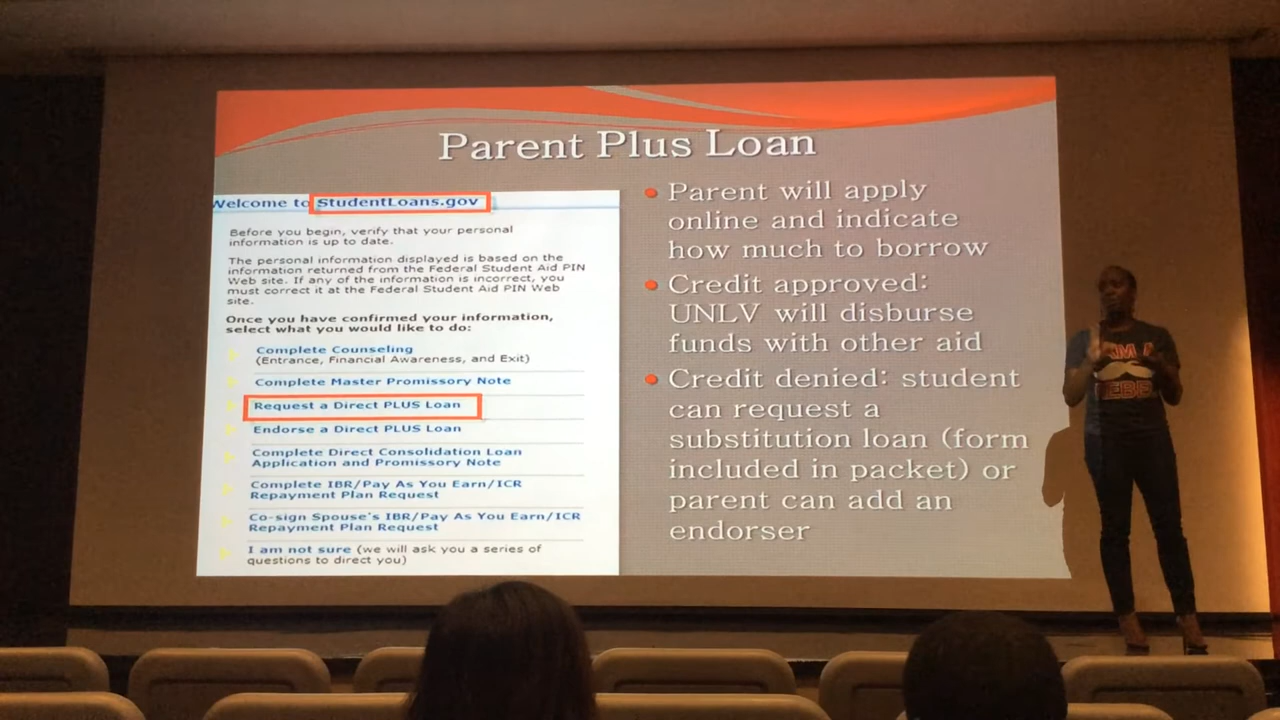 Parent Plus Loan
Welcome to StudentLoans.gov
Before you begin, verify that your personal
information is up to date.
The personal information displayed is based on the
information returned from the Federal Student Aid PIN
Web site. If any of the information is incorrect, you
must correct it at the Federal Student Aid PIN Web
site.
Once you have confirmed your information,
select what you would like to do:
Complete Counseling
(Entrance, Financial Awareness, and Exit)
Complete Master Promissory Note
Request a Direct PLUS Loan
Endorse a Direct PLUS Loan
Complete Direct Consolidation Loan
Application and Promissory Note
Complete IBR/Pay As You Earn/ICR
Repayment Plan Request
Co-sign Spouse's IBR/Pay As You Earn/ICR
Repayment Plan Request
I am not sure (we will ask you a series of
questions to direct you)
• Parent will apply
online and indicate
how much to borrow
• Credit approved:
UNLV will disburse
funds with other aid
• Credit denied: student
can request a
substitution loan (form
included in packet) or
parent can add an
endorser